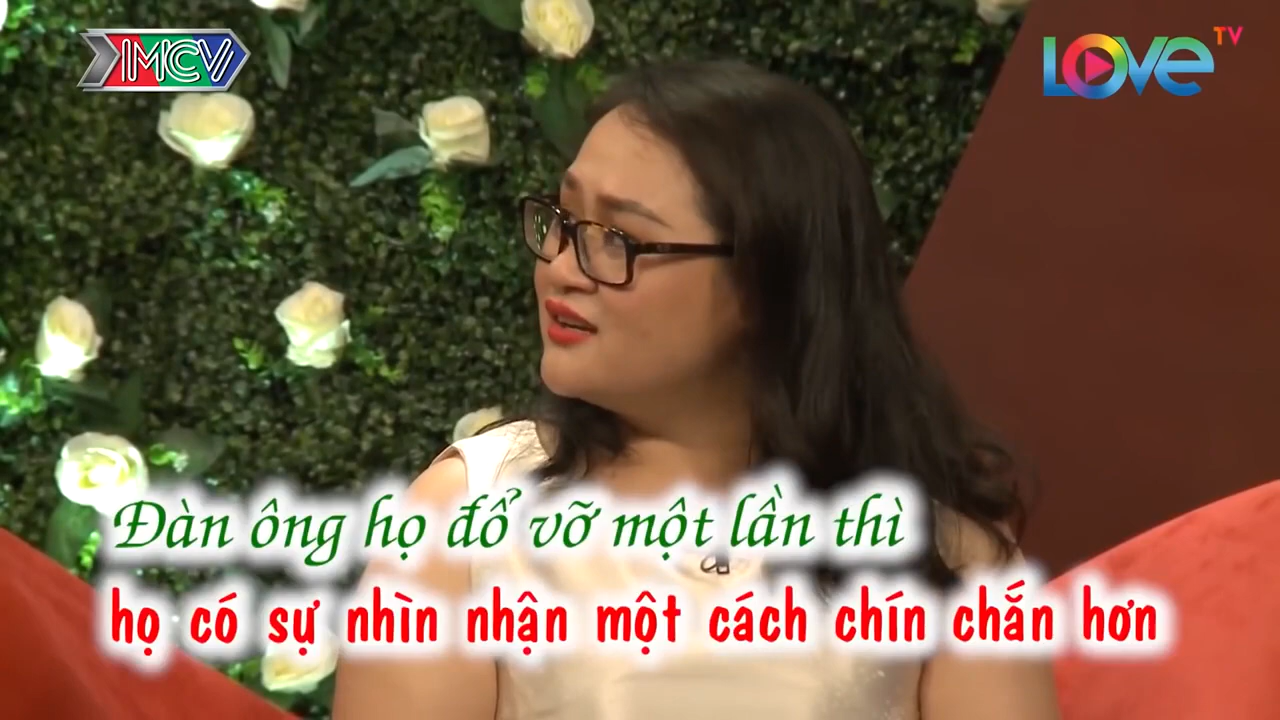 MCV
LOVE TV
Đàn ông họ đổ vỡ một lần thì
họ có sự nhìn nhận một cách chín chắn hơn